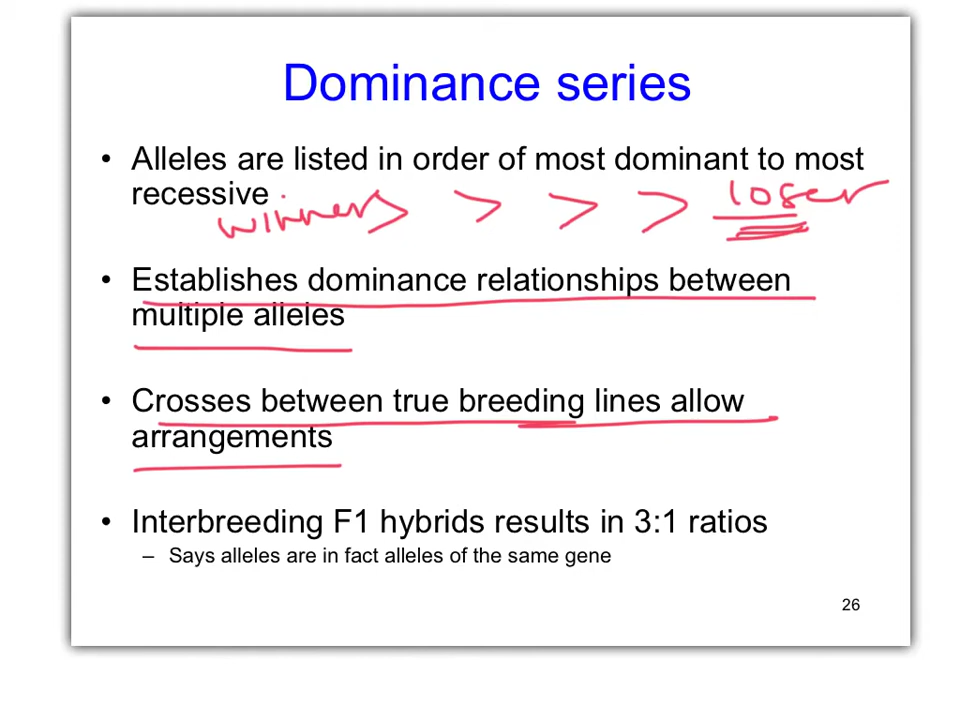 Dominance series
• Alleles are listed in order of most dominant to most
recessive
winner > > > > loser
• Establishes dominance relationships between
multiple alleles
• Crosses between true breeding lines allow
arrangements
• Interbreeding F1 hybrids results in 3:1 ratios
– Says alleles are in fact alleles of the same gene
26